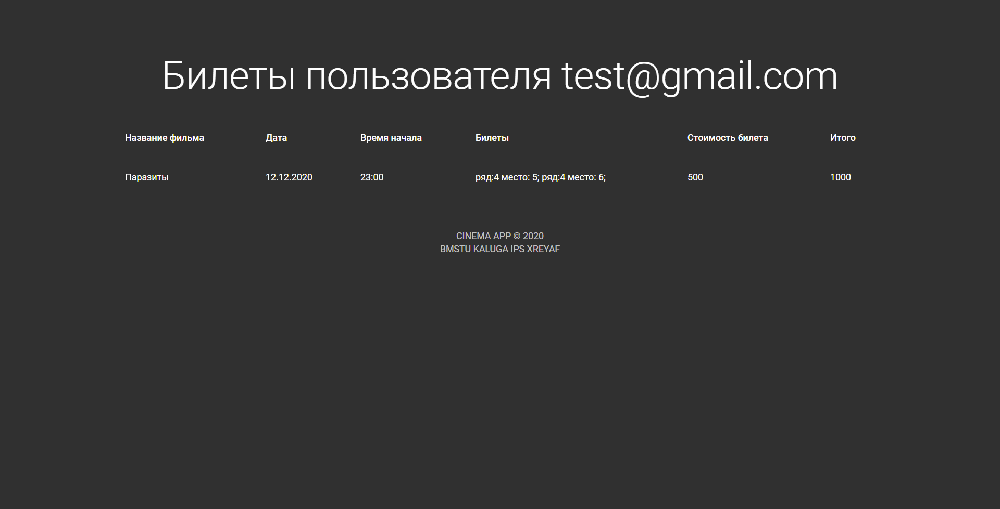 Билеты пользователя test@gmail.com
Название фильма Дата Время начала Билеты Стоимость билета Итого
Паразиты 12.12.2020 23:00 ряд:4 место: 5; ряд:4 место: 6; 500 1000
CINEMA APP © 2020
BMSTU KALUGA IPS XREYAF